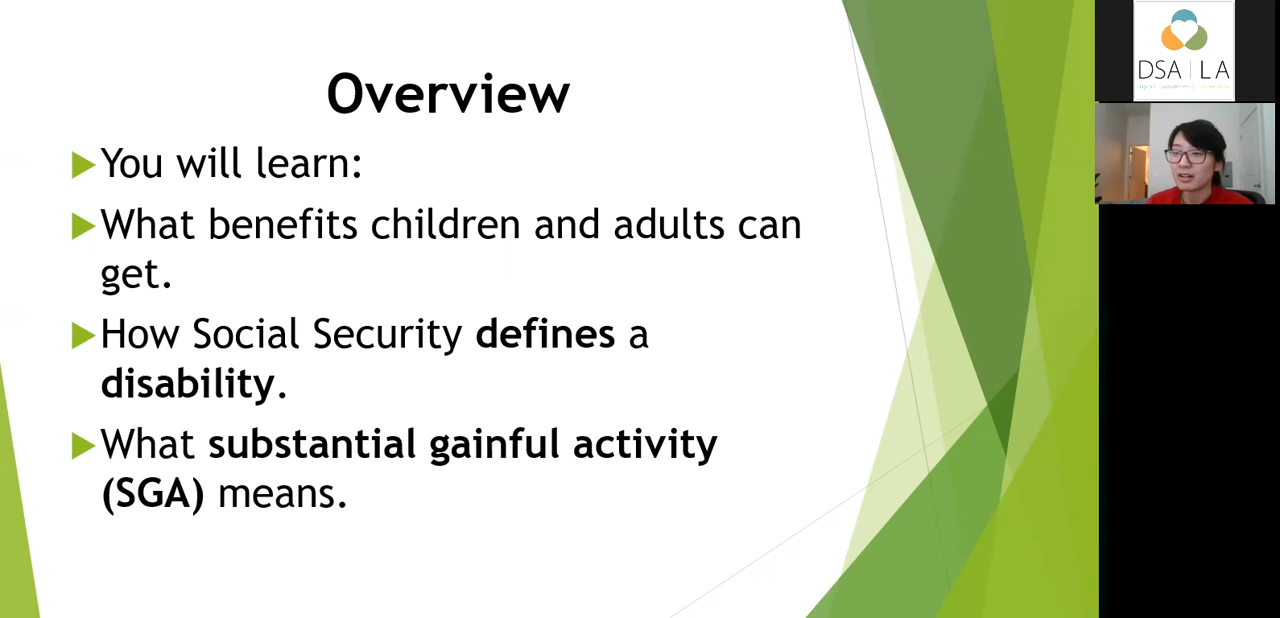 Overview
You will learn:
What benefits children and adults can
get.
How Social Security defines a
disability.
What substantial gainful activity
(SGA) means.
DSA | LA